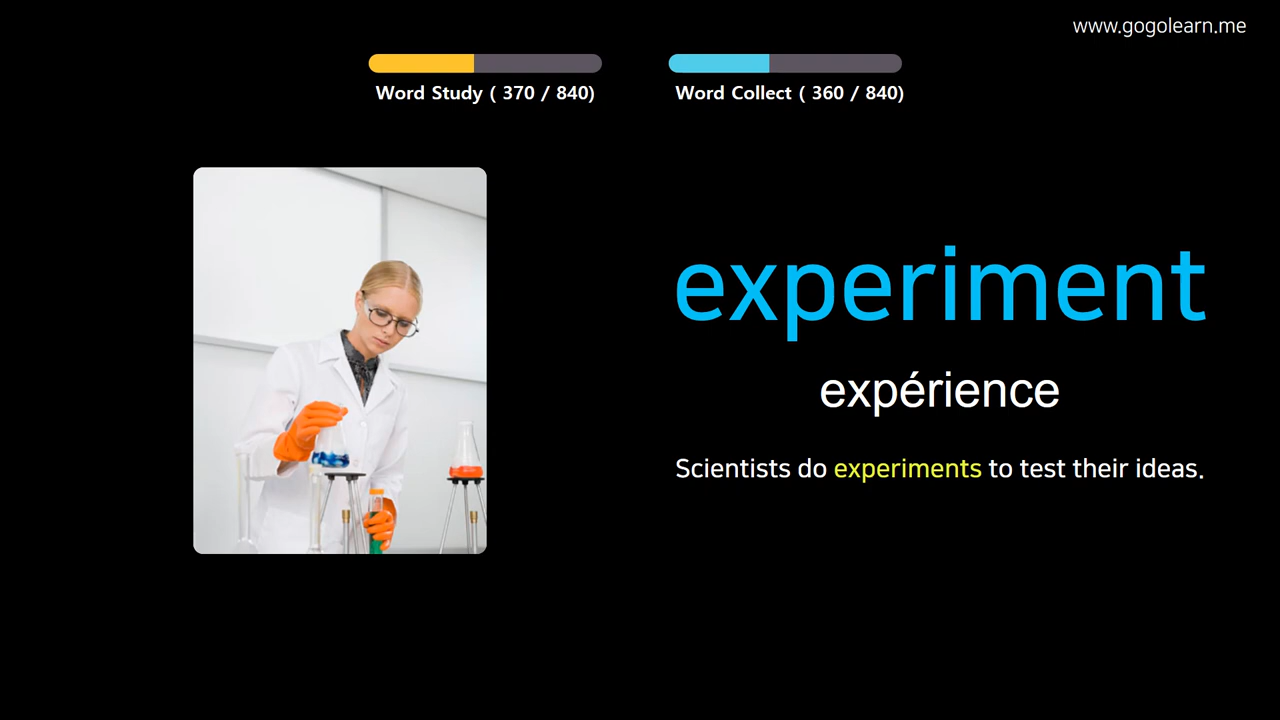 www.gogolearn.me
Word Study ( 370 / 840)
Word Collect ( 360 / 840)
experiment
expérience
Scientists do experiments to test their ideas.